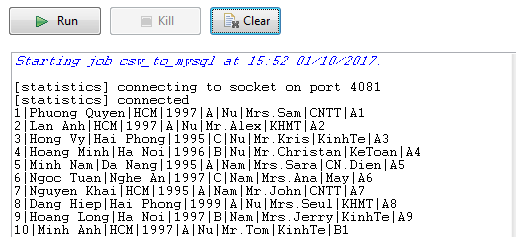 Run Kill Clear
Starting job csv_to_mysql at 15:52 01/10/2017.
[statistics] connecting to socket on port 4081
[statistics] connected
1|Phuong Quyen|HCM|1997|A|Nu|Mrs.Sam|CNTT|A1
2|Lan Anh|HCM|1997|A|Nu|Mr.Alex|KHMT|A2
3|Hong Vy|Hai Phong|1995|C|Nu|Mr.Kris|KinhTe|A3
4|Hoang Minh|Ha Noi|1996|B|Nu|Mr.Christan|KeToan|A4
5|Minh Nam|Da Nang|1995|A|Nam|Mrs.Sara|CN.Dien|A5
6|Ngoc Tuan|Nghe An|1997|C|Nam|Mrs.Ana|May|A6
7|Nguyen Khai|HCM|1995|A|Nam|Mr.John|CNTT|A7
8|Dang Hiep|Hai Phong|1999|A|Nu|Mrs.Seul|KHMT|A8
9|Hoang Long|Ha Noi|1997|B|Nam|Mrs.Jerry|KinhTe|A9
10|Minh Anh|HCM|1997|A|Nu|Mr.Tom|KinhTe|B1